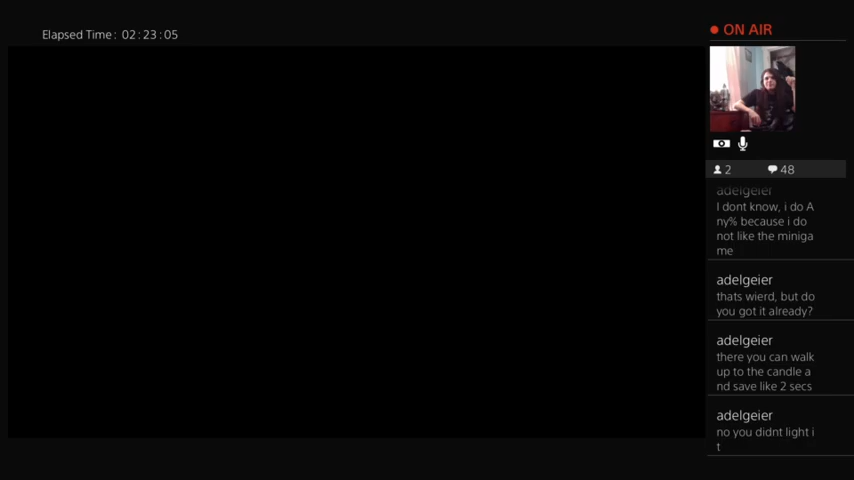 Elapsed Time: 02:23:05
ON AIR
2 48
adelgeier
I dont know, i do A
ny% because i do
not like the miniga
me
adelgeier
thats wierd, but do
you got it already?
adelgeier
there you can walk
up to the candle a
nd save like 2 secs
adelgeier
no you didnt light i
t